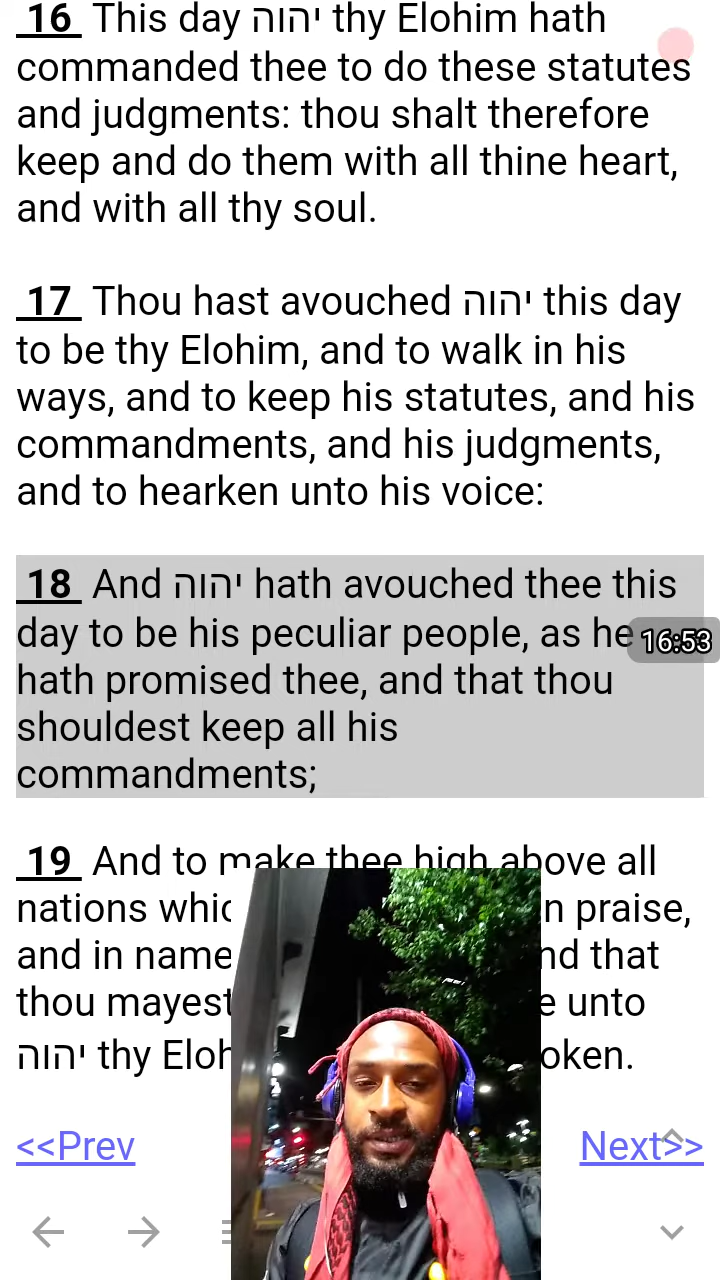 16 This day יהוה thy Elohim hath
commanded thee to do these statutes
and judgments: thou shalt therefore
keep and do them with all thine heart,
and with all thy soul.
17 Thou hast avouched יהוה this day
to be thy Elohim, and to walk in his
ways, and to keep his statutes, and his
commandments, and his judgments,
and to hearken unto his voice:
18 And יהוה hath avouched thee this
day to be his peculiar people, as he
16:53
hath promised thee, and that thou
shouldest keep all his
commandments;
19 And to make thee high above all
nations praise,
and in name that
thou mayest unto
יהוה thy
<<Prev Next>>